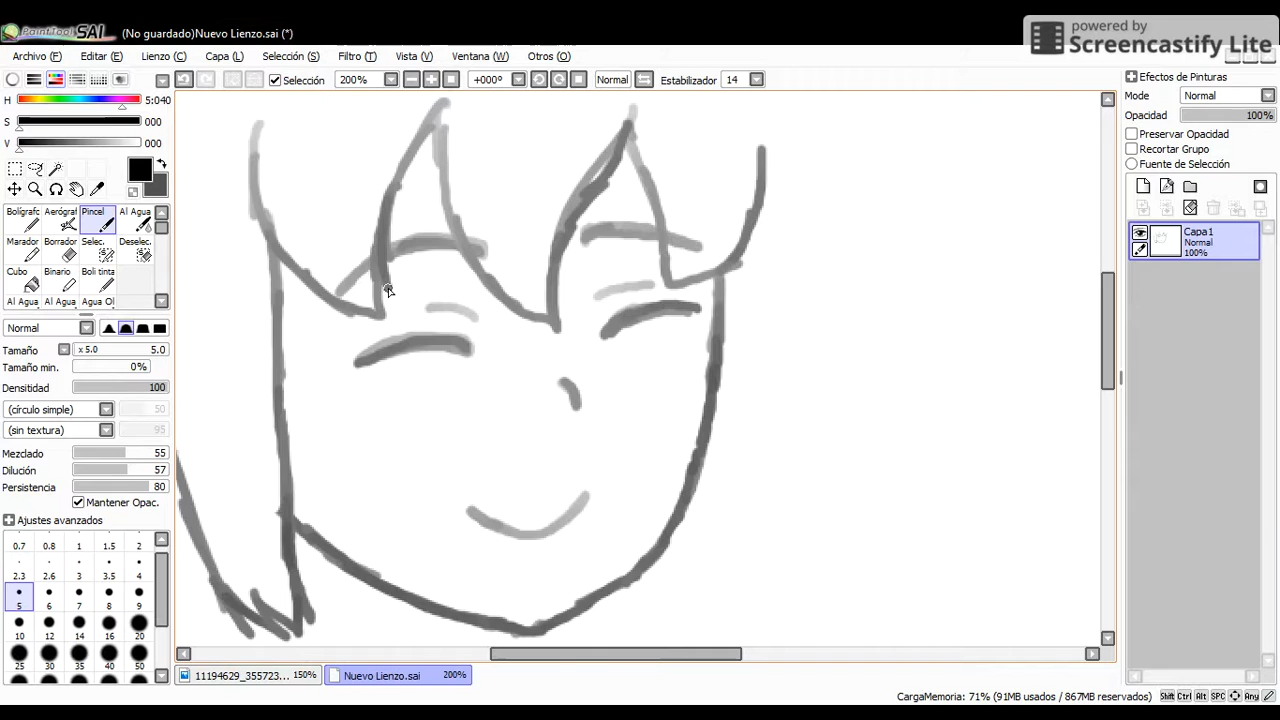 PaintTool SAI (No guardado)Nuevo Lienzo.sai (*)
powered by
Screencastify Lite
Archivo (F) Editar (E) Lienzo (C) Capa (L) Selección (S) Filtro (T) Vista (V) Ventana (W) Otros (O)
Selección 200% +000º Normal Estabilizador 14
H 5:040
S 000
V 000
Bolígrafc Aerógraf Pincel Al Agua
Marador Borrador Selec. Deselec.
Cubo Binario Boli tinta
Al Agua Al Agua Agua Ol
Normal
Tamaño x 5.0 5.0
Tamaño min. 0%
Densitidad 100
(círculo simple) 50
(sin textura) 95
Mezclado 55
Dilución 57
Persistencia 80
Mantener Opac.
Ajustes avanzados
0.7 0.8 1 1.5 2
2.3 2.6 3 3.5 4
5 6 7 8 9
10 12 14 16 20
25 30 35 40 50
Efectos de Pinturas
Mode Normal
Opacidad 100%
Preservar Opacidad
Recortar Grupo
Fuente de Selección
Capa1
Normal
100%
11194629_355723... 150% Nuevo Lienzo.sai 200%
CargaMemoria: 71% (91MB usados / 867MB reservados) Shift Ctrl Alt SPC Any